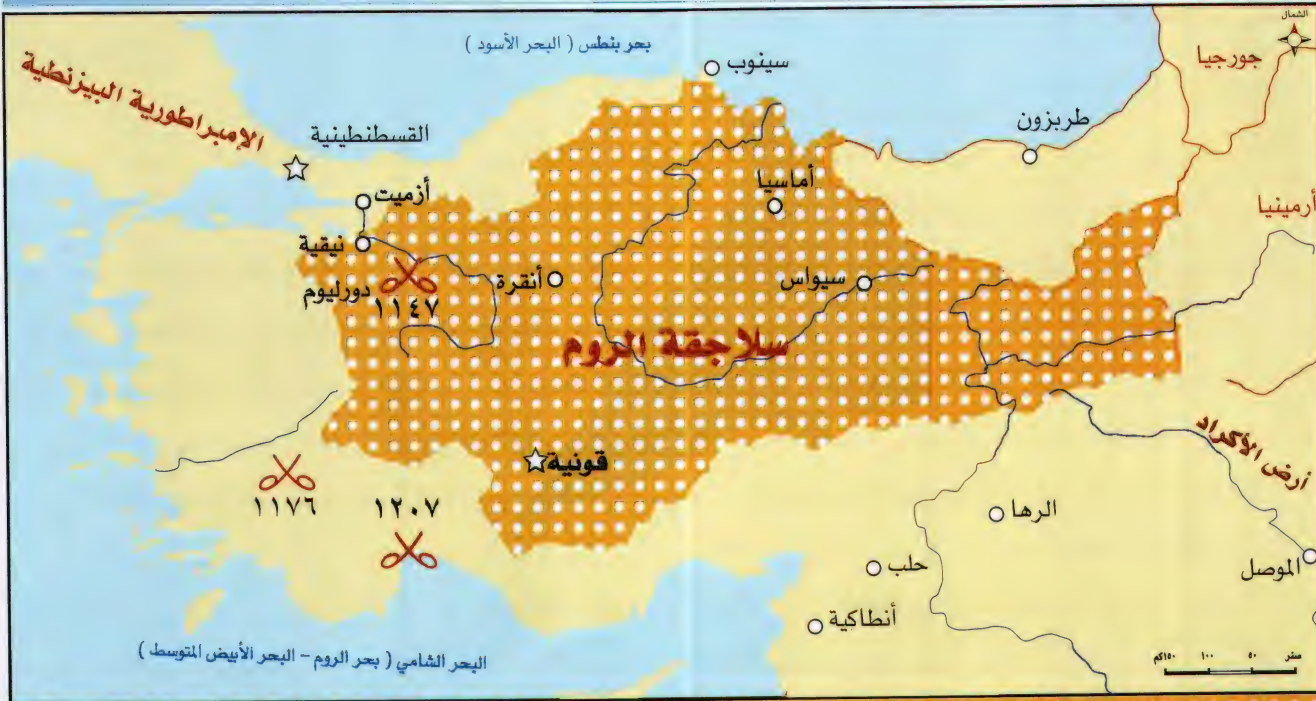 الشمال
بحر بنطس ( البحر الأسود )
جورجيا
سينوب
الإمبراطورية البيزنطية
طربزون
القسطنطينية
أماسيا
أزميت
أرمينيا
نيقية
أنقرة
سيواس
دورليوم
١١٤٧
سلاجقة الروم
أرض الأكراد
قونية
١١٧٦
١٢٠٧
الرها
حلب
الموصل
أنطاكية
البحر الشامي ( بحر الروم – البحر الأبيض المتوسط )
صفر ٥٠ ١٠٠ ١٥٠كم